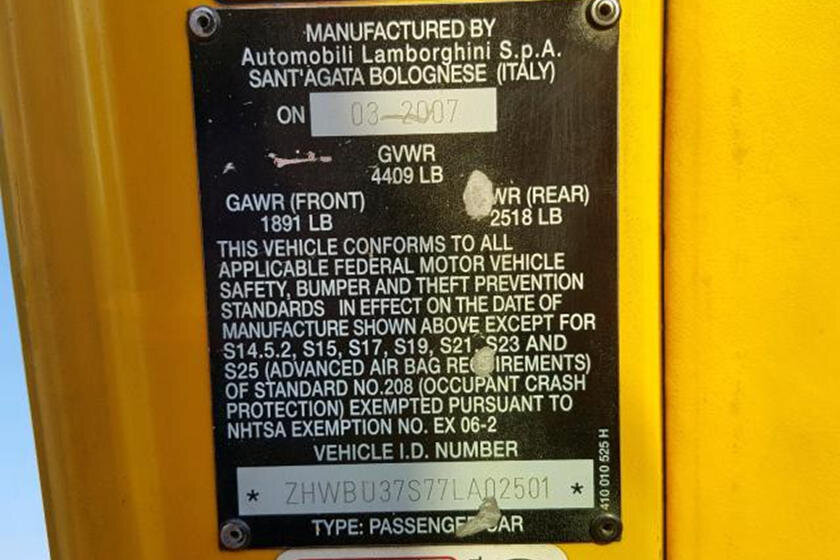 MANUFACTURED BY
Automobili Lamborghini S.p.A.
SANT'AGATA BOLOGNESE (ITALY)
ON 03-2007
GVWR
4409 LB
GAWR (FRONT) WR (REAR)
1891 LB 2518 LB
THIS VEHICLE CONFORMS TO ALL
APPLICABLE FEDERAL MOTOR VEHICLE
SAFETY, BUMPER AND THEFT PREVENTION
STANDARDS IN EFFECT ON THE DATE OF
MANUFACTURE SHOWN ABOVE EXCEPT FOR
S14.5.2, S15, S17, S19, S21, S23 AND
S25 (ADVANCED AIR BAG REQUIREMENTS)
OF STANDARD NO.208 (OCCUPANT CRASH
PROTECTION) EXEMPTED PURSUANT TO
NHTSA EXEMPTION NO. EX 06-2
VEHICLE I.D. NUMBER
* ZHWBU37S77LA02501 *
TYPE: PASSENGER CAR
410 010 525 H